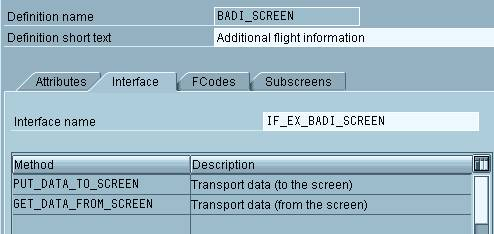 Definition name BADI_SCREEN
Definition short text Additional flight information
Attributes Interface FCodes Subscreens
Interface name IF_EX_BADI_SCREEN
Method Description
PUT_DATA_TO_SCREEN Transport data (to the screen)
GET_DATA_FROM_SCREEN Transport data (from the screen)